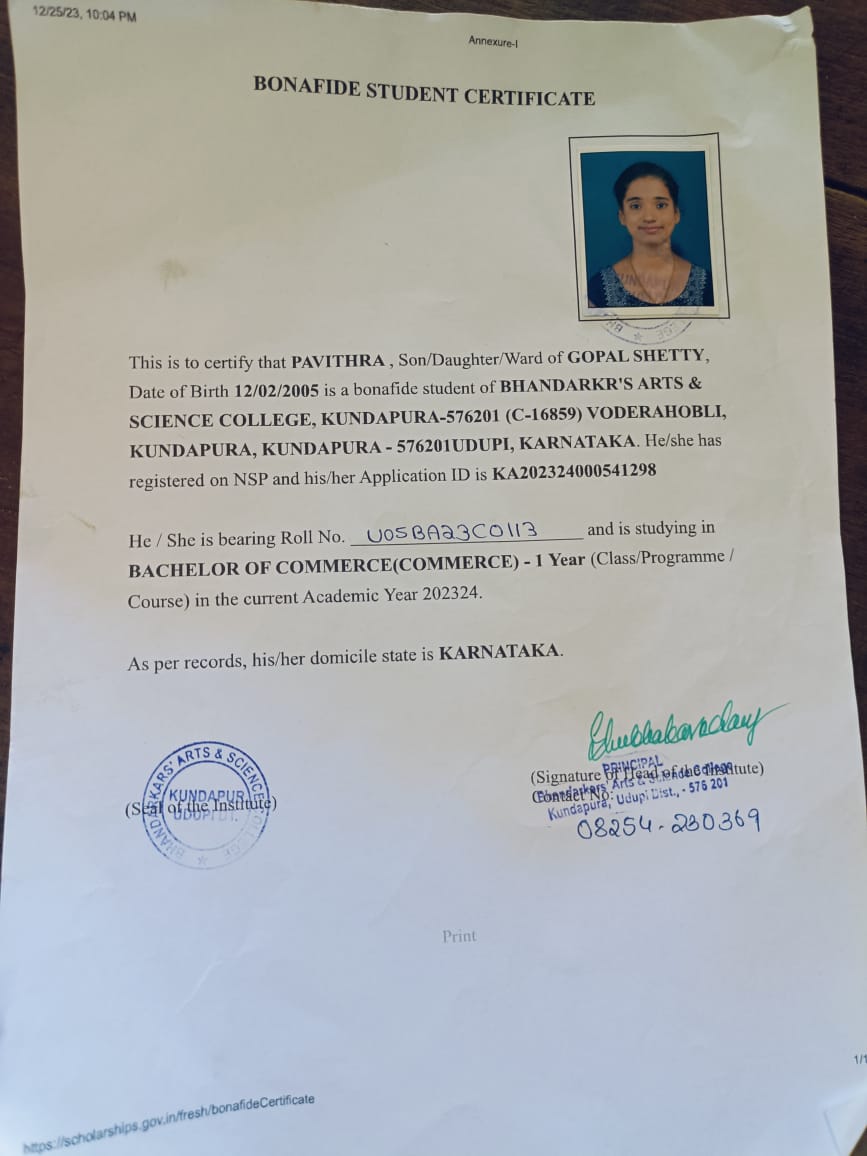 12/25/23, 10:04 PM
Annexure-I
BONAFIDE STUDENT CERTIFICATE
This is to certify that PAVITHRA , Son/Daughter/Ward of GOPAL SHETTY,
Date of Birth 12/02/2005 is a bonafide student of BHANDARKR'S ARTS &
SCIENCE COLLEGE, KUNDAPURA-576201 (C-16859) VODERAHOBLI,
KUNDAPURA, KUNDAPURA - 576201UDUPI, KARNATAKA. He/she has
registered on NSP and his/her Application ID is KA202324000541298
He / She is bearing Roll No. U05BA23C0113 and is studying in
BACHELOR OF COMMERCE(COMMERCE) - 1 Year (Class/Programme /
Course) in the current Academic Year 202324.
As per records, his/her domicile state is KARNATAKA.
BHANDARKARS' ARTS & SCIENCE COLLEGE
KUNDAPUR
UDUPI
(Seal of the Institute)
PRINCIPAL
(Signature of Head of the Institute)
Bhandarkars' Arts & Science College
Contact No:
Kundapura, Udupi Dist., - 576 201
08254-230369
Print
1/1
https://scholarships.gov.in/fresh/bonafideCertificate